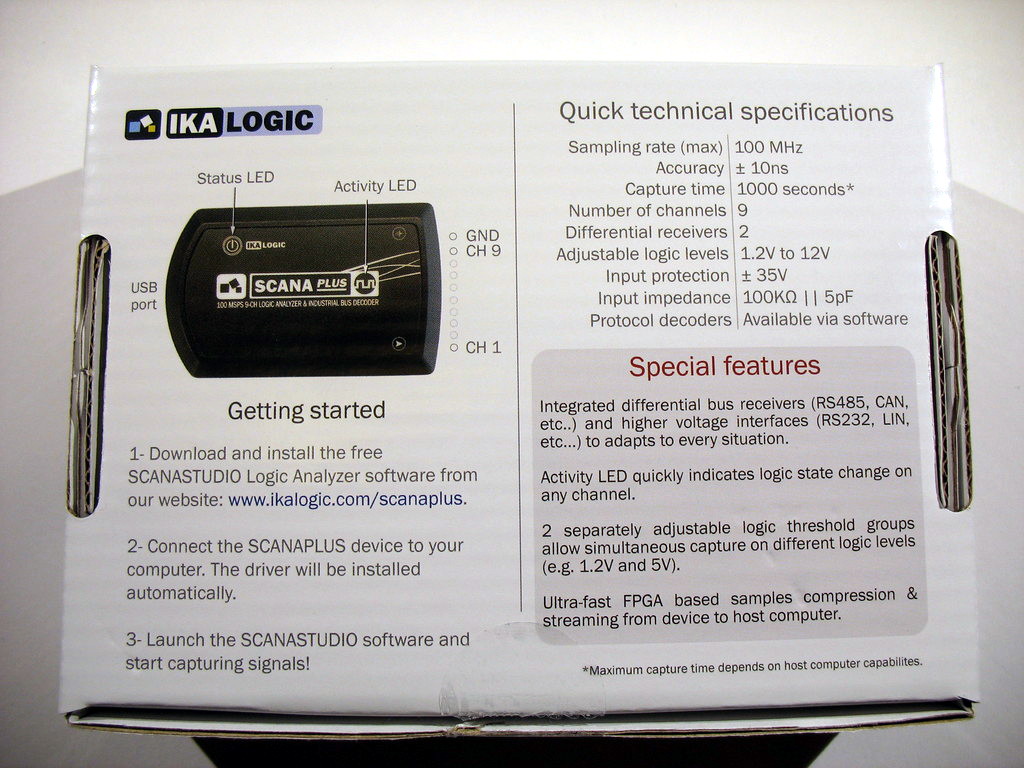 IKALOGIC
Status LED
Activity LED
USB
port
IKALOGIC
SCANA PLUS
100 MSPS 9-CH LOGIC ANALYZER & INDUSTRIAL BUS DECODER
GND
CH 9
CH 1
Getting started
1- Download and install the free
SCANASTUDIO Logic Analyzer software from
our website: www.ikalogic.com/scanaplus.
2- Connect the SCANAPLUS device to your
computer. The driver will be installed
automatically.
3- Launch the SCANASTUDIO software and
start capturing signals!
Quick technical specifications
Sampling rate (max) 100 MHz
Accuracy ± 10ns
Capture time 1000 seconds*
Number of channels 9
Differential receivers 2
Adjustable logic levels 1.2V to 12V
Input protection ± 35V
Input impedance 100KΩ || 5pF
Protocol decoders Available via software
Special features
Integrated differential bus receivers (RS485, CAN,
etc..) and higher voltage interfaces (RS232, LIN,
etc...) to adapts to every situation.
Activity LED quickly indicates logic state change on
any channel.
2 separately adjustable logic threshold groups
allow simultaneous capture on different logic levels
(e.g. 1.2V and 5V).
Ultra-fast FPGA based samples compression &
streaming from device to host computer.
*Maximum capture time depends on host computer capabilites.